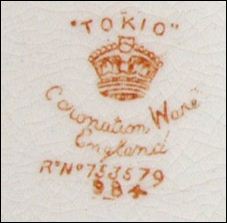 "TOKIO"
Coronation Ware
England
Rᵈ Nº 753579
984